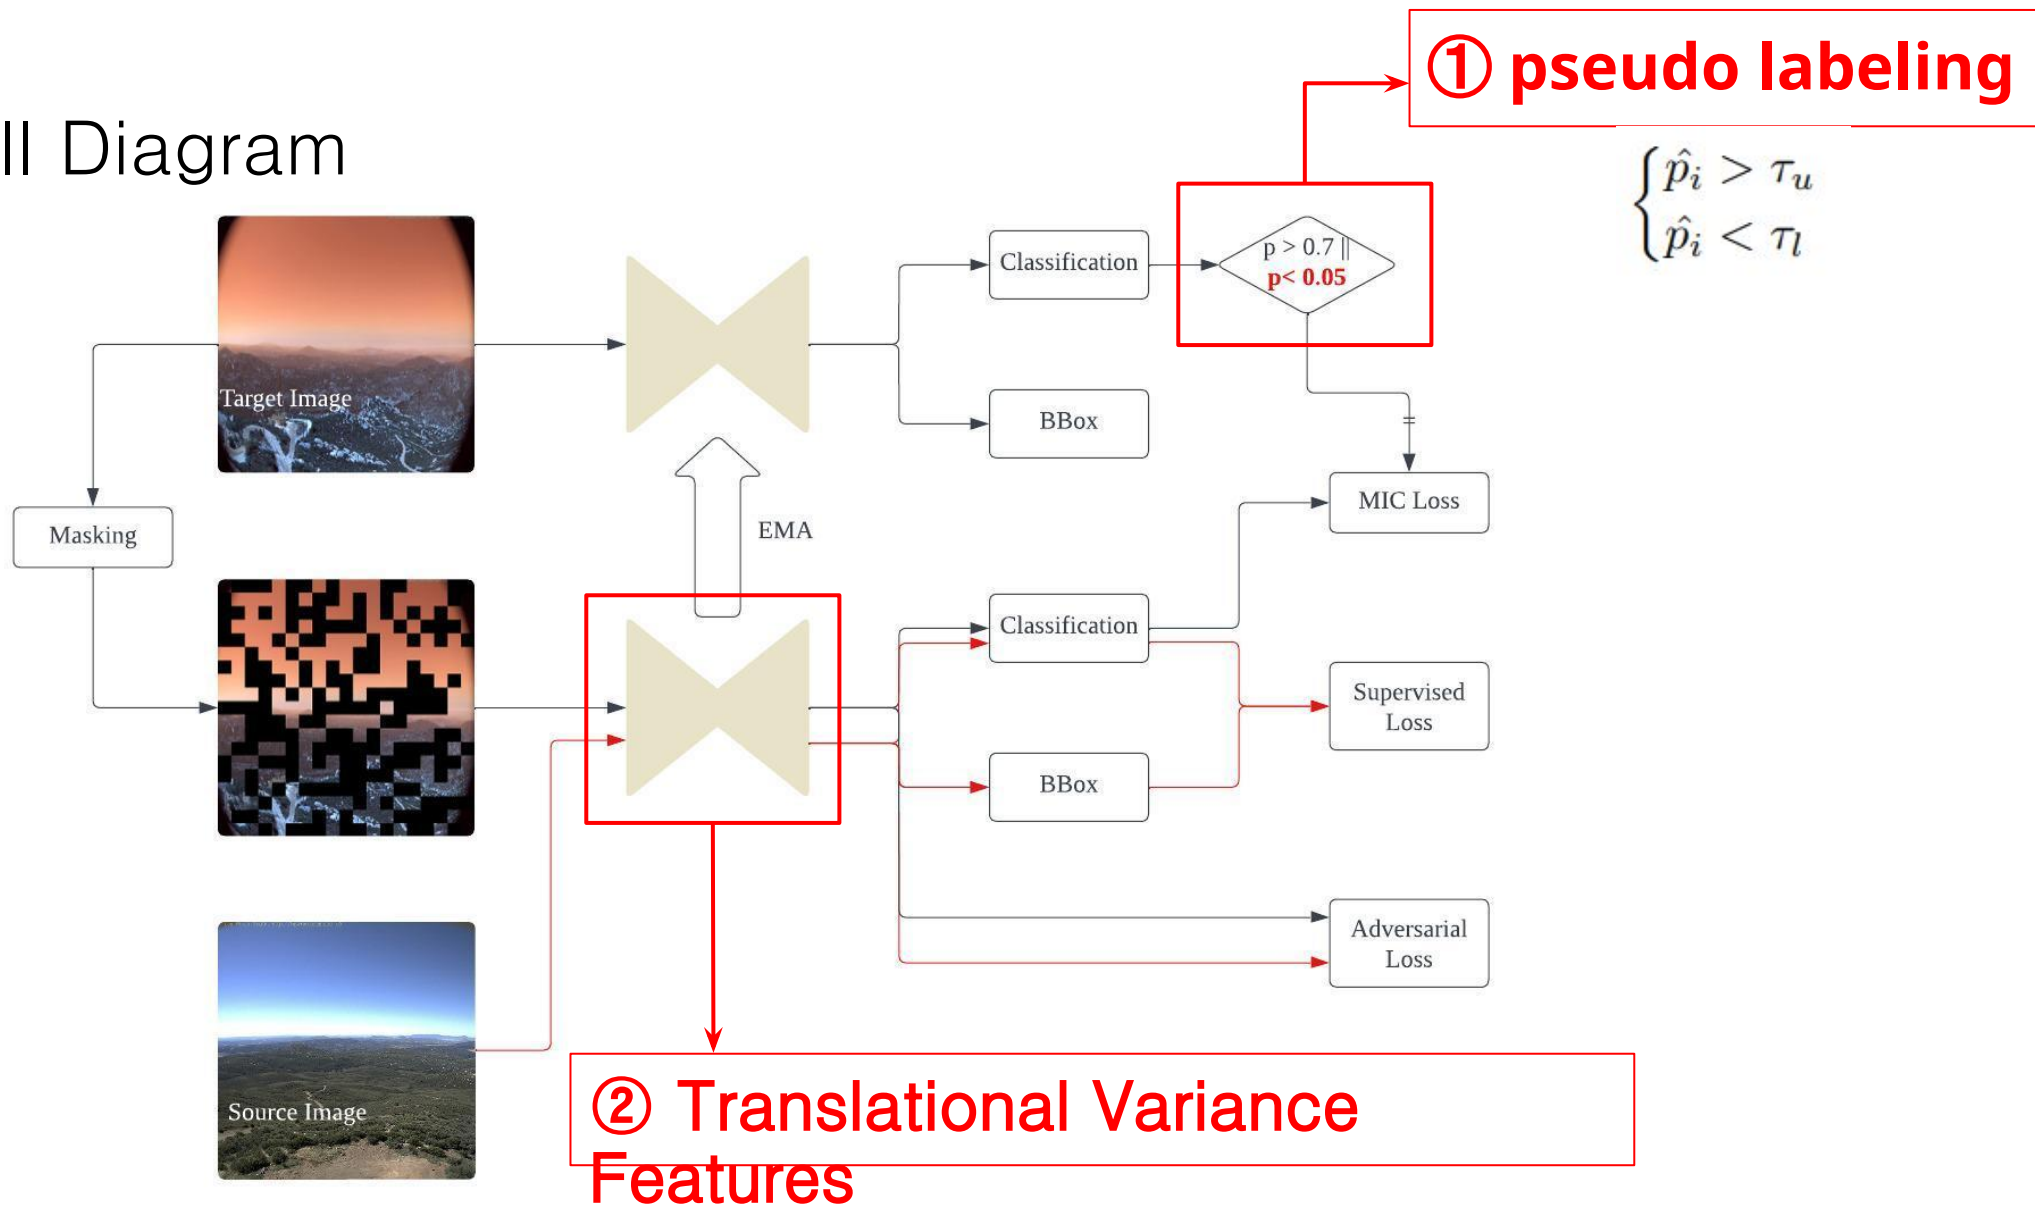 ① pseudo labeling
ll Diagram
{ p̂i > τu
p̂i < τl
Classification
p > 0.7 ||
p< 0.05
Target Image
BBox
MIC Loss
Masking
EMA
Classification
Supervised
Loss
BBox
Adversarial
Loss
Source Image
② Translational Variance
Features